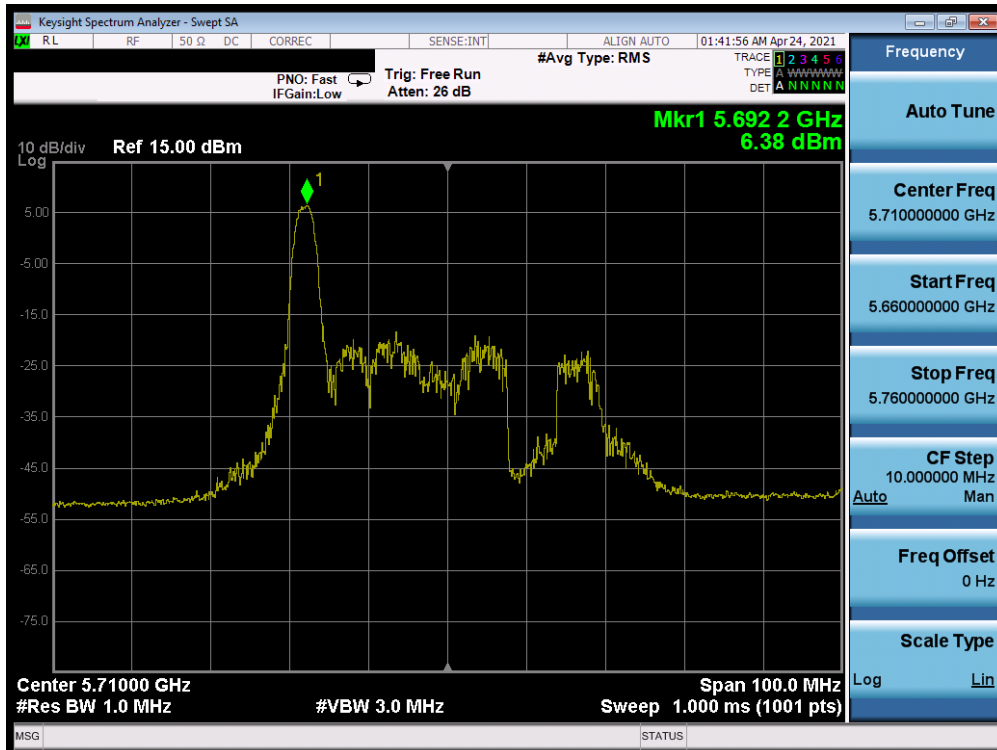 Keysight Spectrum Analyzer - Swept SA
LXI RL RF 50 Ω DC CORREC SENSE:INT ALIGN AUTO 01:41:56 AM Apr 24, 2021
#Avg Type: RMS TRACE 1 2 3 4 5 6
PNO: Fast Trig: Free Run TYPE A WWWWW
IFGain:Low Atten: 26 dB DET A N N N N N
Mkr1 5.692 2 GHz
6.38 dBm
10 dB/div Ref 15.00 dBm
Log
1
5.00
-5.00
-15.0
-25.0
-35.0
-45.0
-55.0
-65.0
-75.0
Center 5.71000 GHz Span 100.0 MHz
#Res BW 1.0 MHz #VBW 3.0 MHz Sweep 1.000 ms (1001 pts)
MSG STATUS
Frequency
Auto Tune
Center Freq
5.710000000 GHz
Start Freq
5.660000000 GHz
Stop Freq
5.760000000 GHz
CF Step
10.000000 MHz
Auto Man
Freq Offset
0 Hz
Scale Type
Log Lin